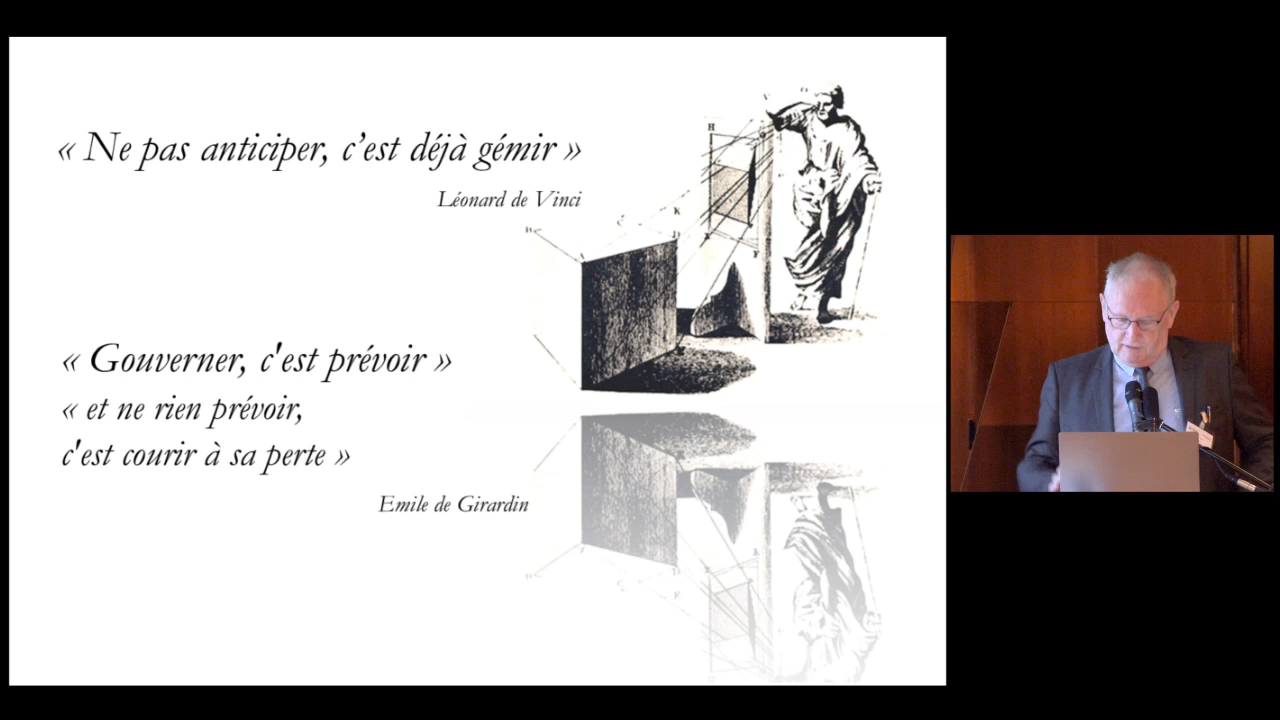 « Ne pas anticiper, c’est déjà gémir »
Léonard de Vinci
« Gouverner, c'est prévoir »
« et ne rien prévoir,
c'est courir à sa perte »
Emile de Girardin